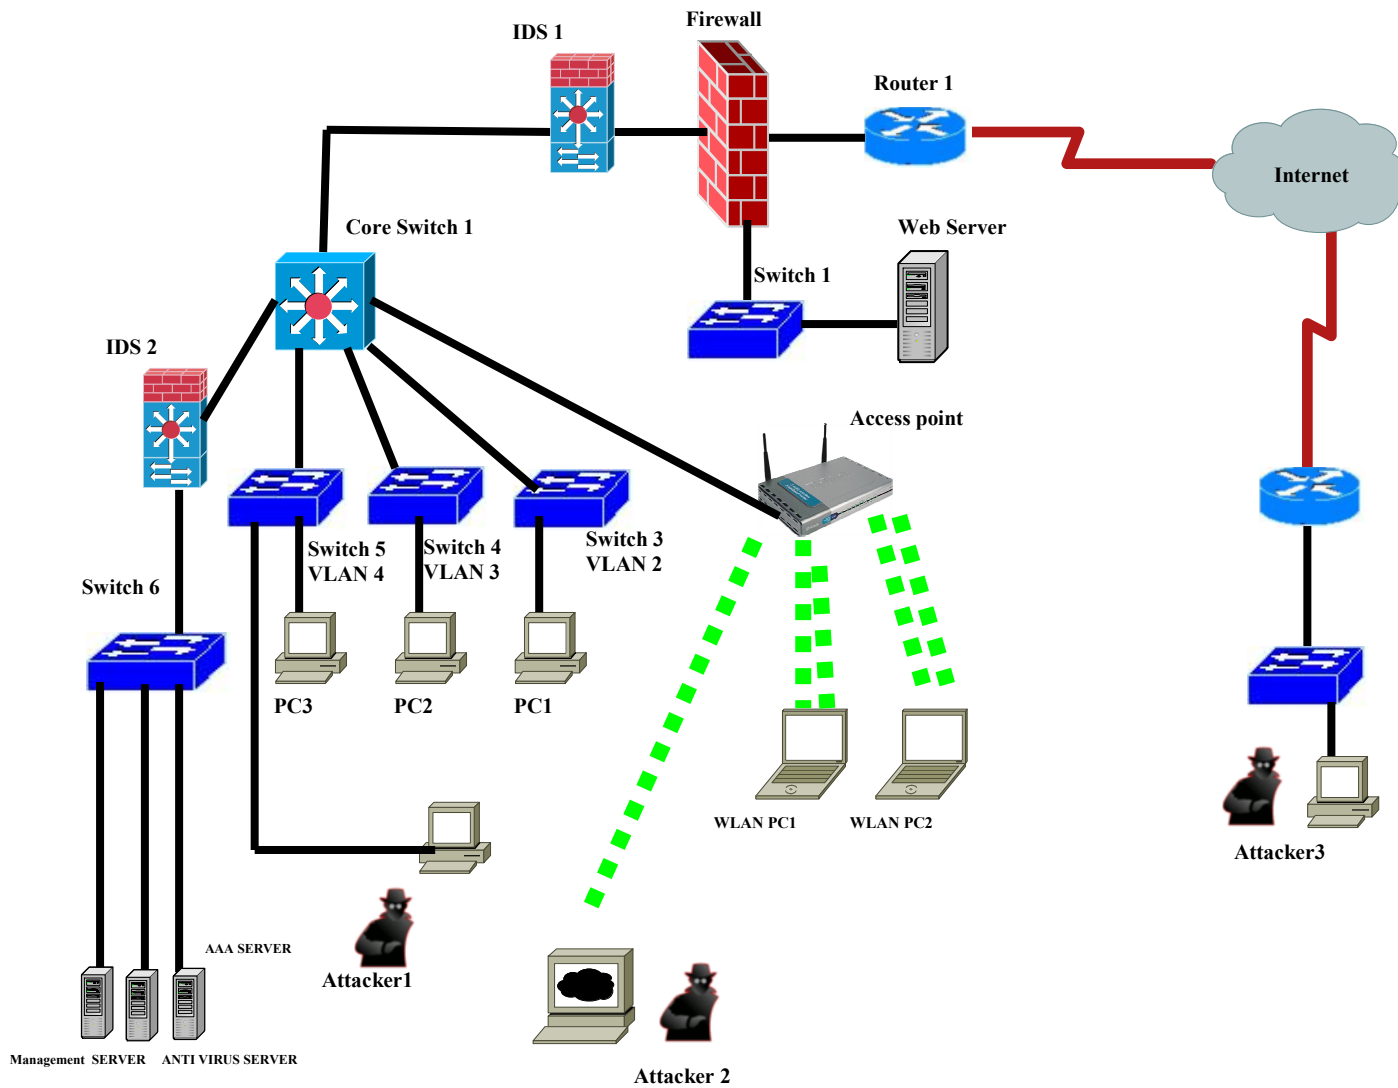 Firewall
IDS 1
Router 1
Internet
Core Switch 1
Web Server
Switch 1
IDS 2
Access point
Switch 5
VLAN 4
Switch 4
VLAN 3
Switch 3
VLAN 2
Switch 6
PC3
PC2
PC1
WLAN PC1
WLAN PC2
Attacker3
AAA SERVER
Attacker1
Management SERVER
ANTI VIRUS SERVER
Attacker 2